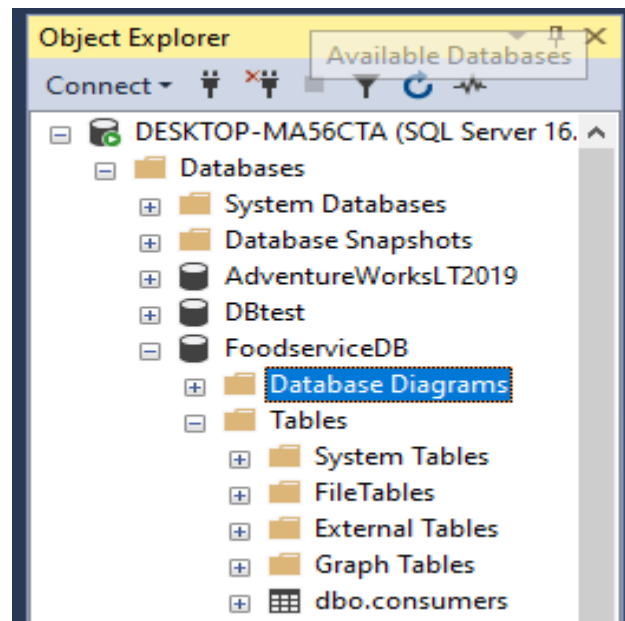 Object Explorer
Available Databases
Connect
DESKTOP-MA56CTA (SQL Server 16.
Databases
System Databases
Database Snapshots
AdventureWorksLT2019
DBtest
FoodserviceDB
Database Diagrams
Tables
System Tables
FileTables
External Tables
Graph Tables
dbo.consumers